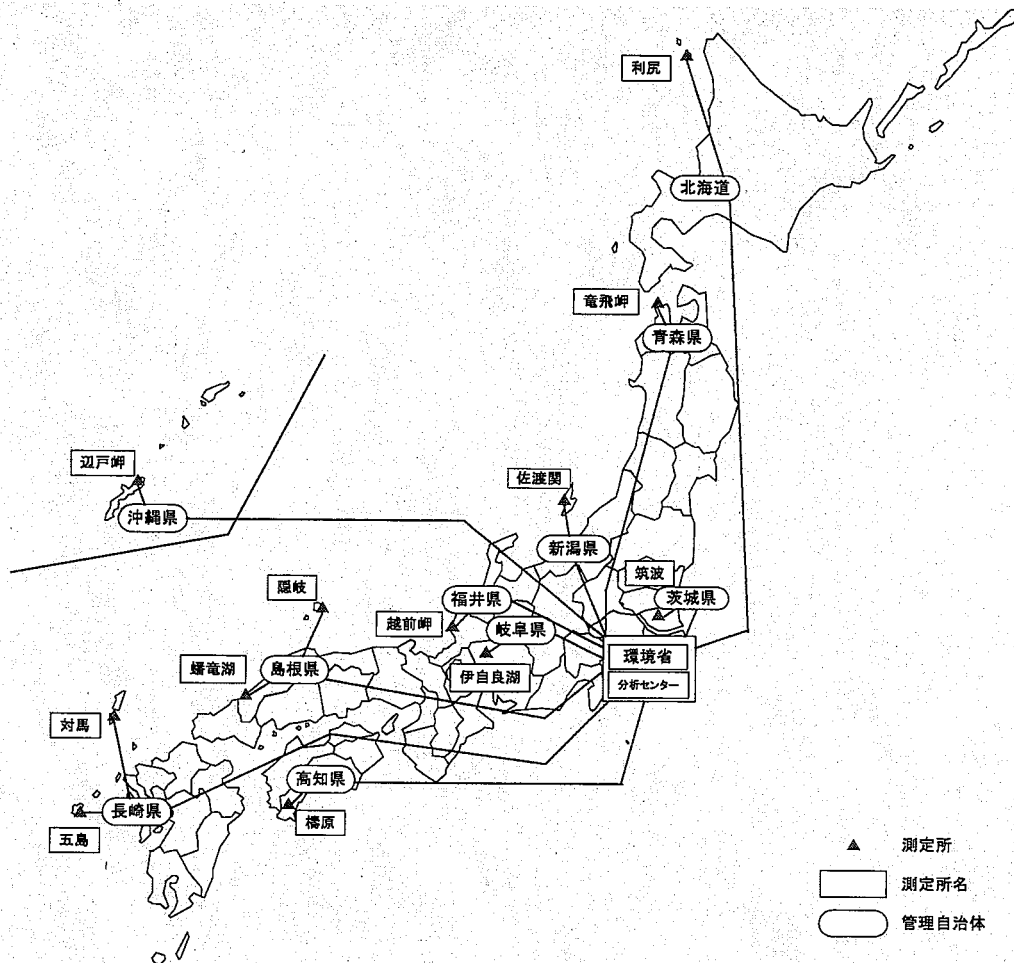 利尻
北海道
竜飛岬
青森県
辺戸岬
沖縄県
佐渡関
新潟県
筑波
茨城県
隠岐
福井県
越前岬
岐阜県
環境省
分析センター
蟠竜湖
島根県
伊自良湖
対馬
高知県
長崎県
五島
檮原
測定所
測定所名
管理自治体